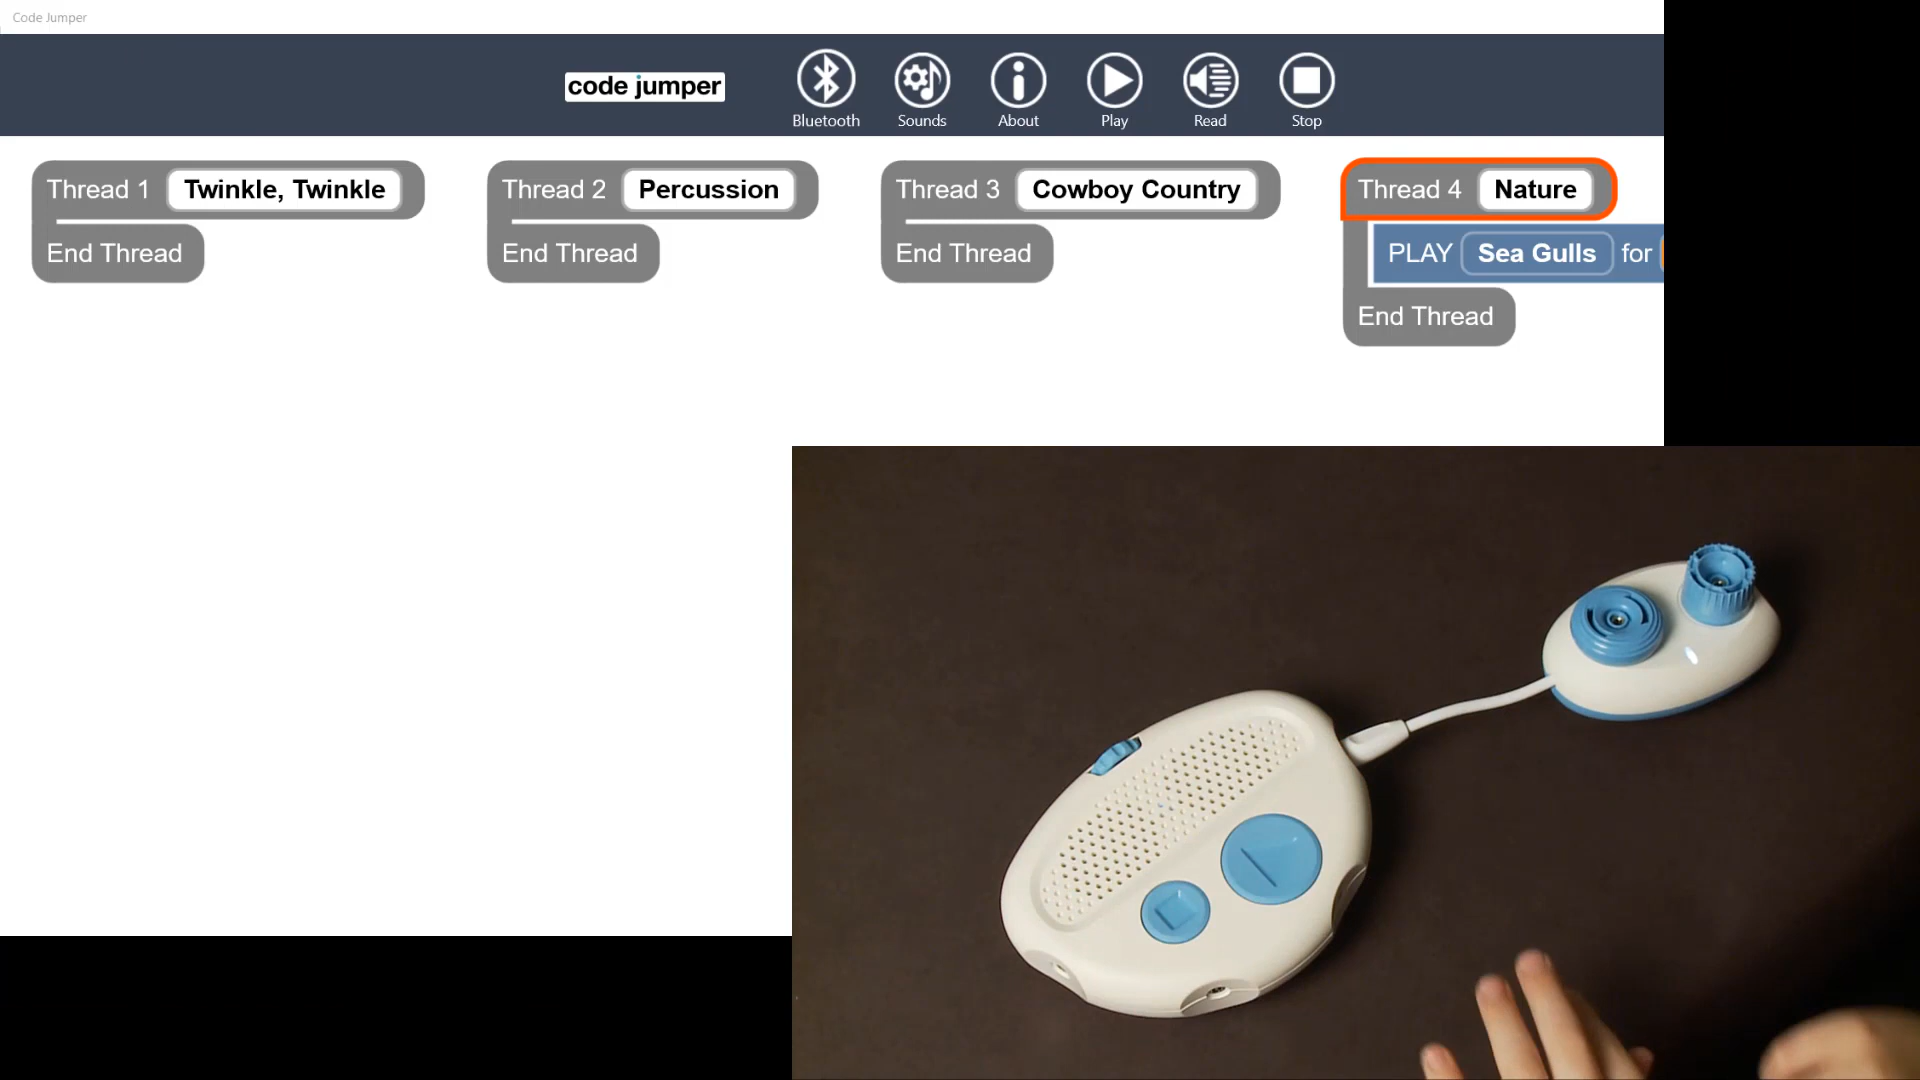 Code Jumper
code jumper
Bluetooth
Sounds
About
Play
Read
Stop
Thread 1 Twinkle, Twinkle
End Thread
Thread 2 Percussion
End Thread
Thread 3 Cowboy Country
End Thread
Thread 4 Nature
PLAY Sea Gulls for
End Thread